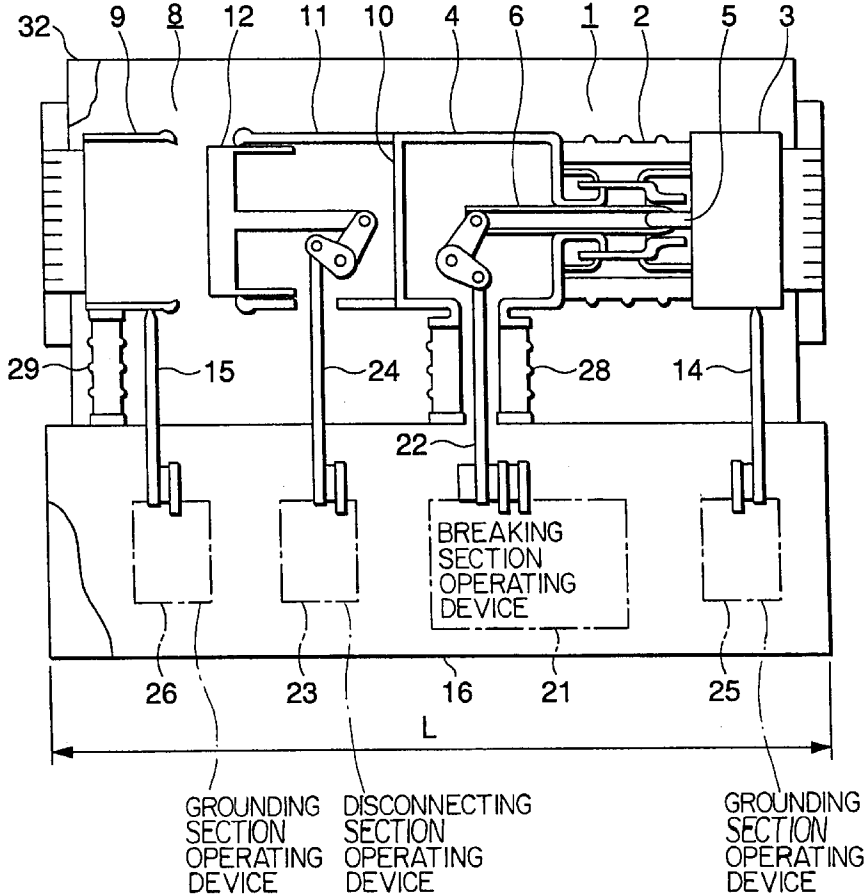 9 8 12 11 10 4 6 1 2 5 3
32
29 15 24 28 14
22
BREAKING
SECTION
OPERATING
DEVICE
26 23 16 21 25
L
GROUNDING
SECTION
OPERATING
DEVICE
DISCONNECTING
SECTION
OPERATING
DEVICE
GROUNDING
SECTION
OPERATING
DEVICE